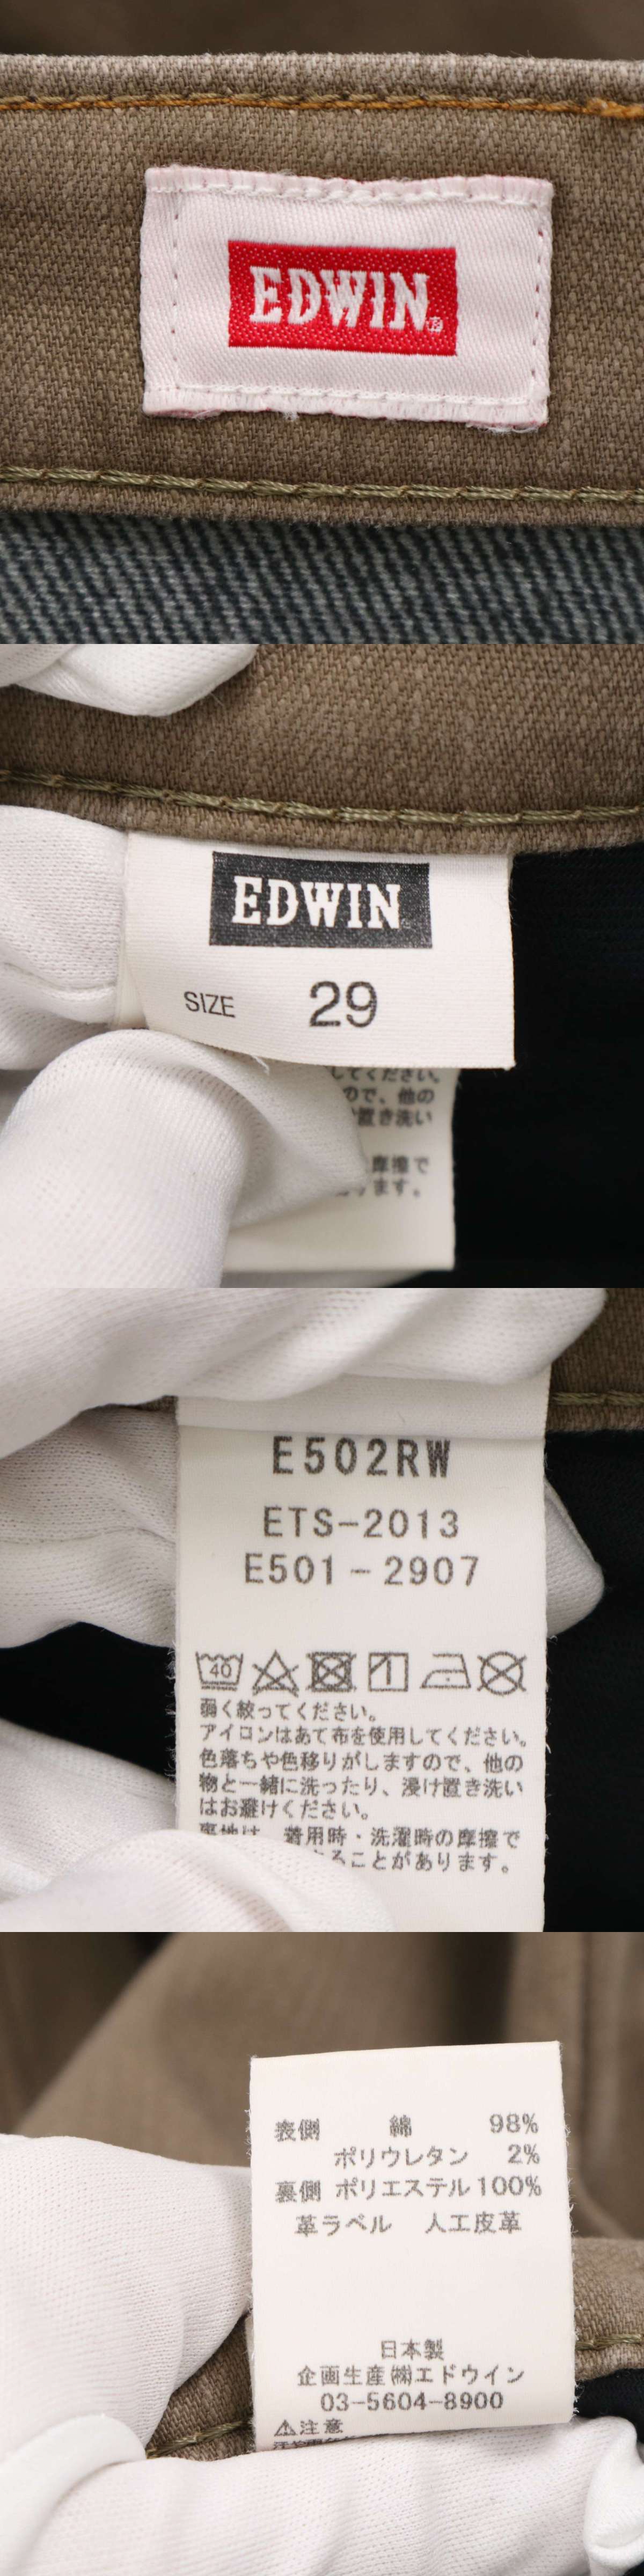 EDWIN®
EDWIN
SIZE 29
してください。
ので、他の
置き洗い
摩擦で
ます。
E502RW
ETS-2013
E501-2907
40
弱く絞ってください。
アイロンはあて布を使用してください。
色落ちや色移りがしますので、他の
物と一緒に洗ったり、浸け置き洗い
はお避けください。
裏地は、着用時・洗濯時の摩擦で
ることがあります。
表側 綿 98%
ポリウレタン 2%
裏側 ポリエステル 100%
革ラベル 人工皮革
日本製
企画生産㈱エドウイン
03-5604-8900
⚠注意